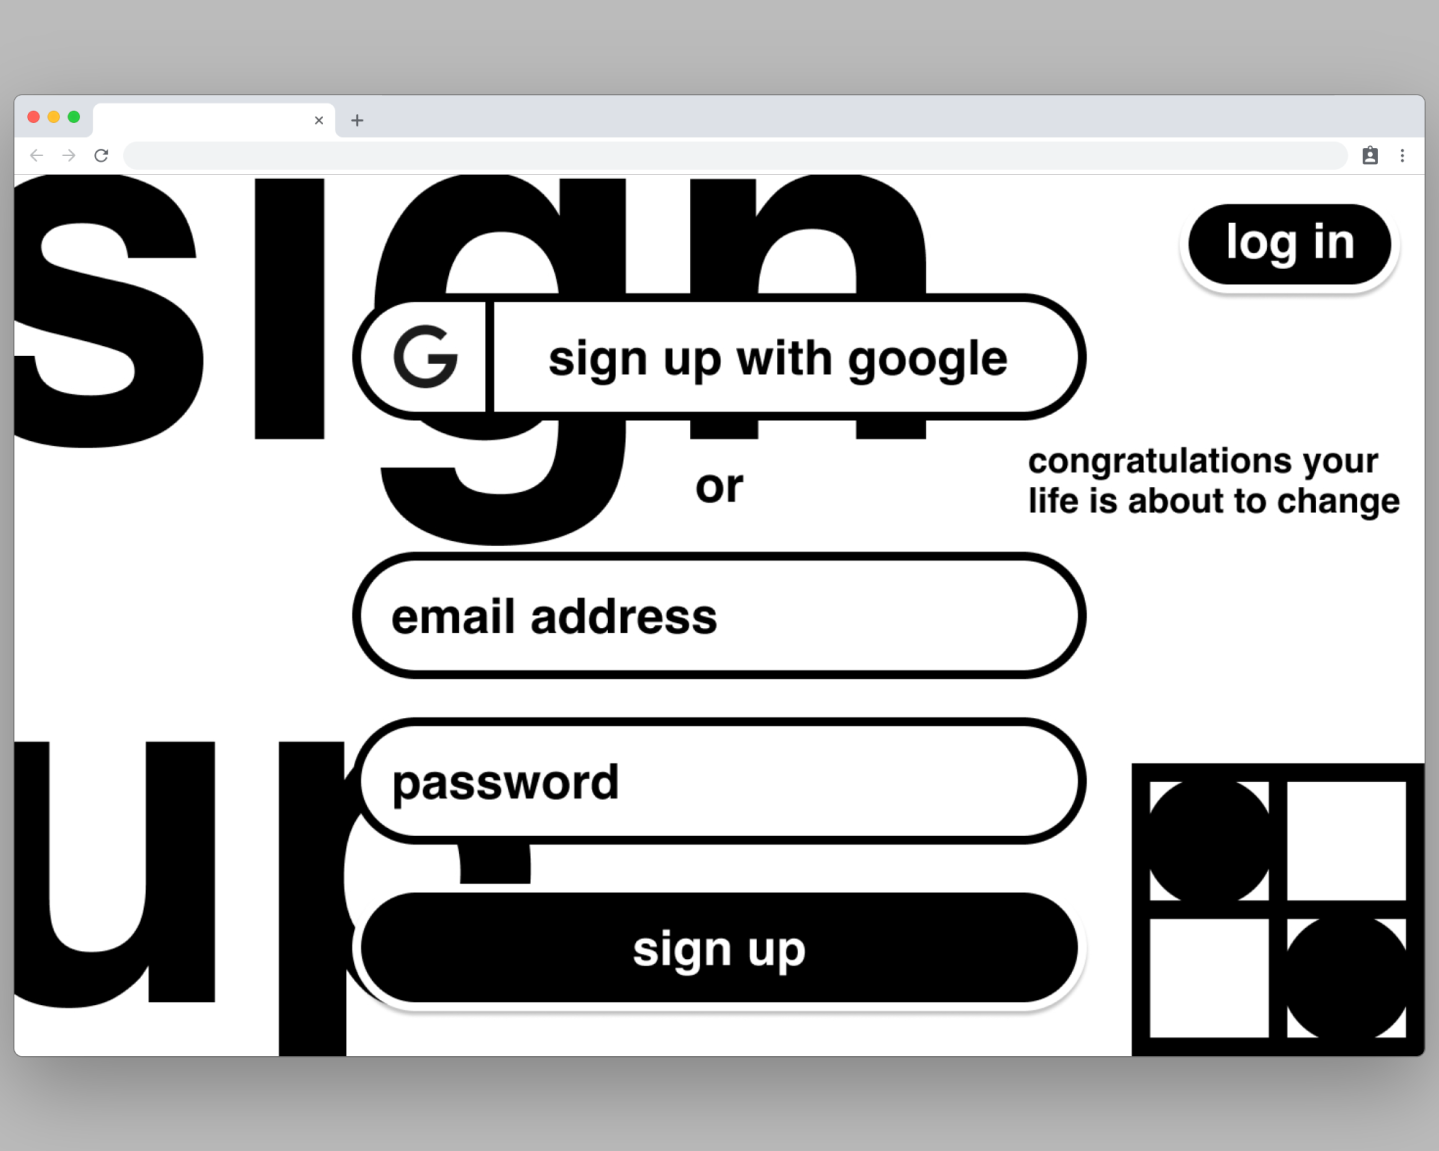 sign
log in
G
sign up with google
or
congratulations your
life is about to change
email address
password
up
sign up